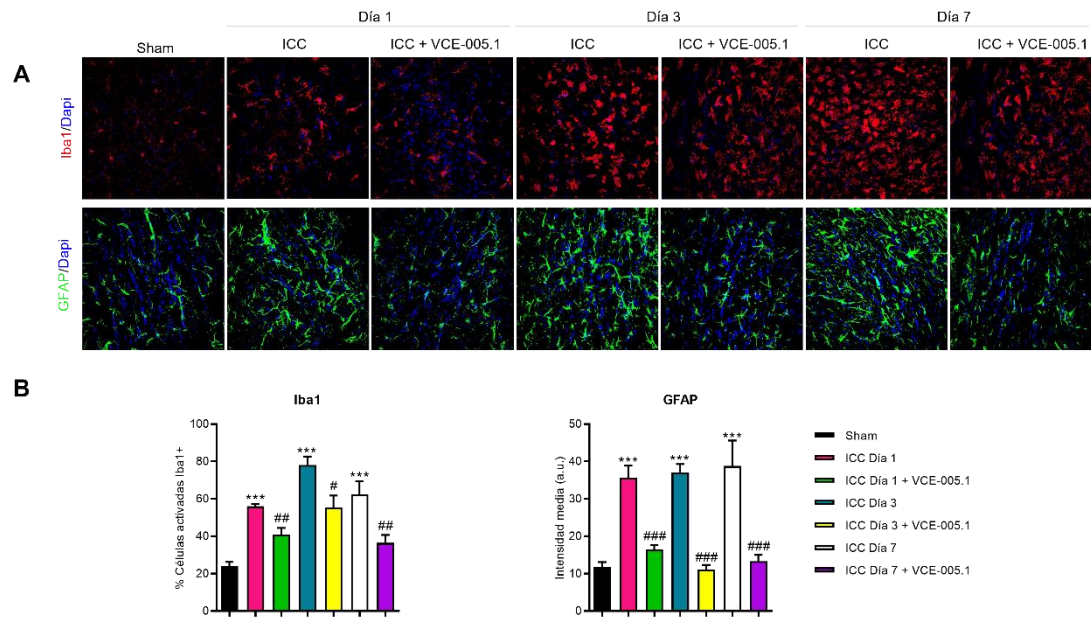 Día 1
Día 3
Día 7
Sham
ICC
ICC + VCE-005.1
ICC
ICC + VCE-005.1
ICC
ICC + VCE-005.1
A
Iba1/Dapi
GFAP/Dapi
B
Iba1
% Células activadas Iba1+
100
80
60
40
20
0
***
##
***
#
***
##
GFAP
Intensidad media (a.u.)
50
40
30
20
10
0
***
###
***
###
***
###
Sham
ICC Día 1
ICC Día 1 + VCE-005.1
ICC Día 3
ICC Día 3 + VCE-005.1
ICC Día 7
ICC Día 7 + VCE-005.1